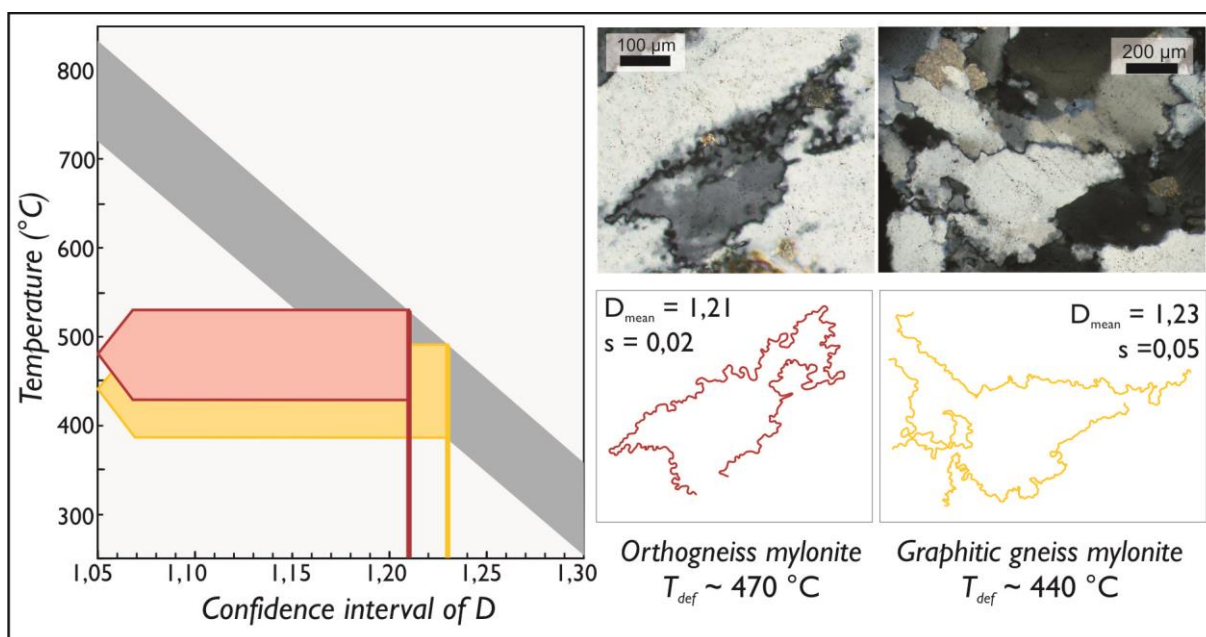 Temperature (°C)
800
700
600
500
400
300
1,05
1,10
1,15
1,20
1,25
1,30
Confidence interval of D
100 µm
200 µm
D_mean = 1,21
s = 0,02
D_mean = 1,23
s =0,05
Orthogneiss mylonite
T_def ~ 470 °C
Graphitic gneiss mylonite
T_def ~ 440 °C